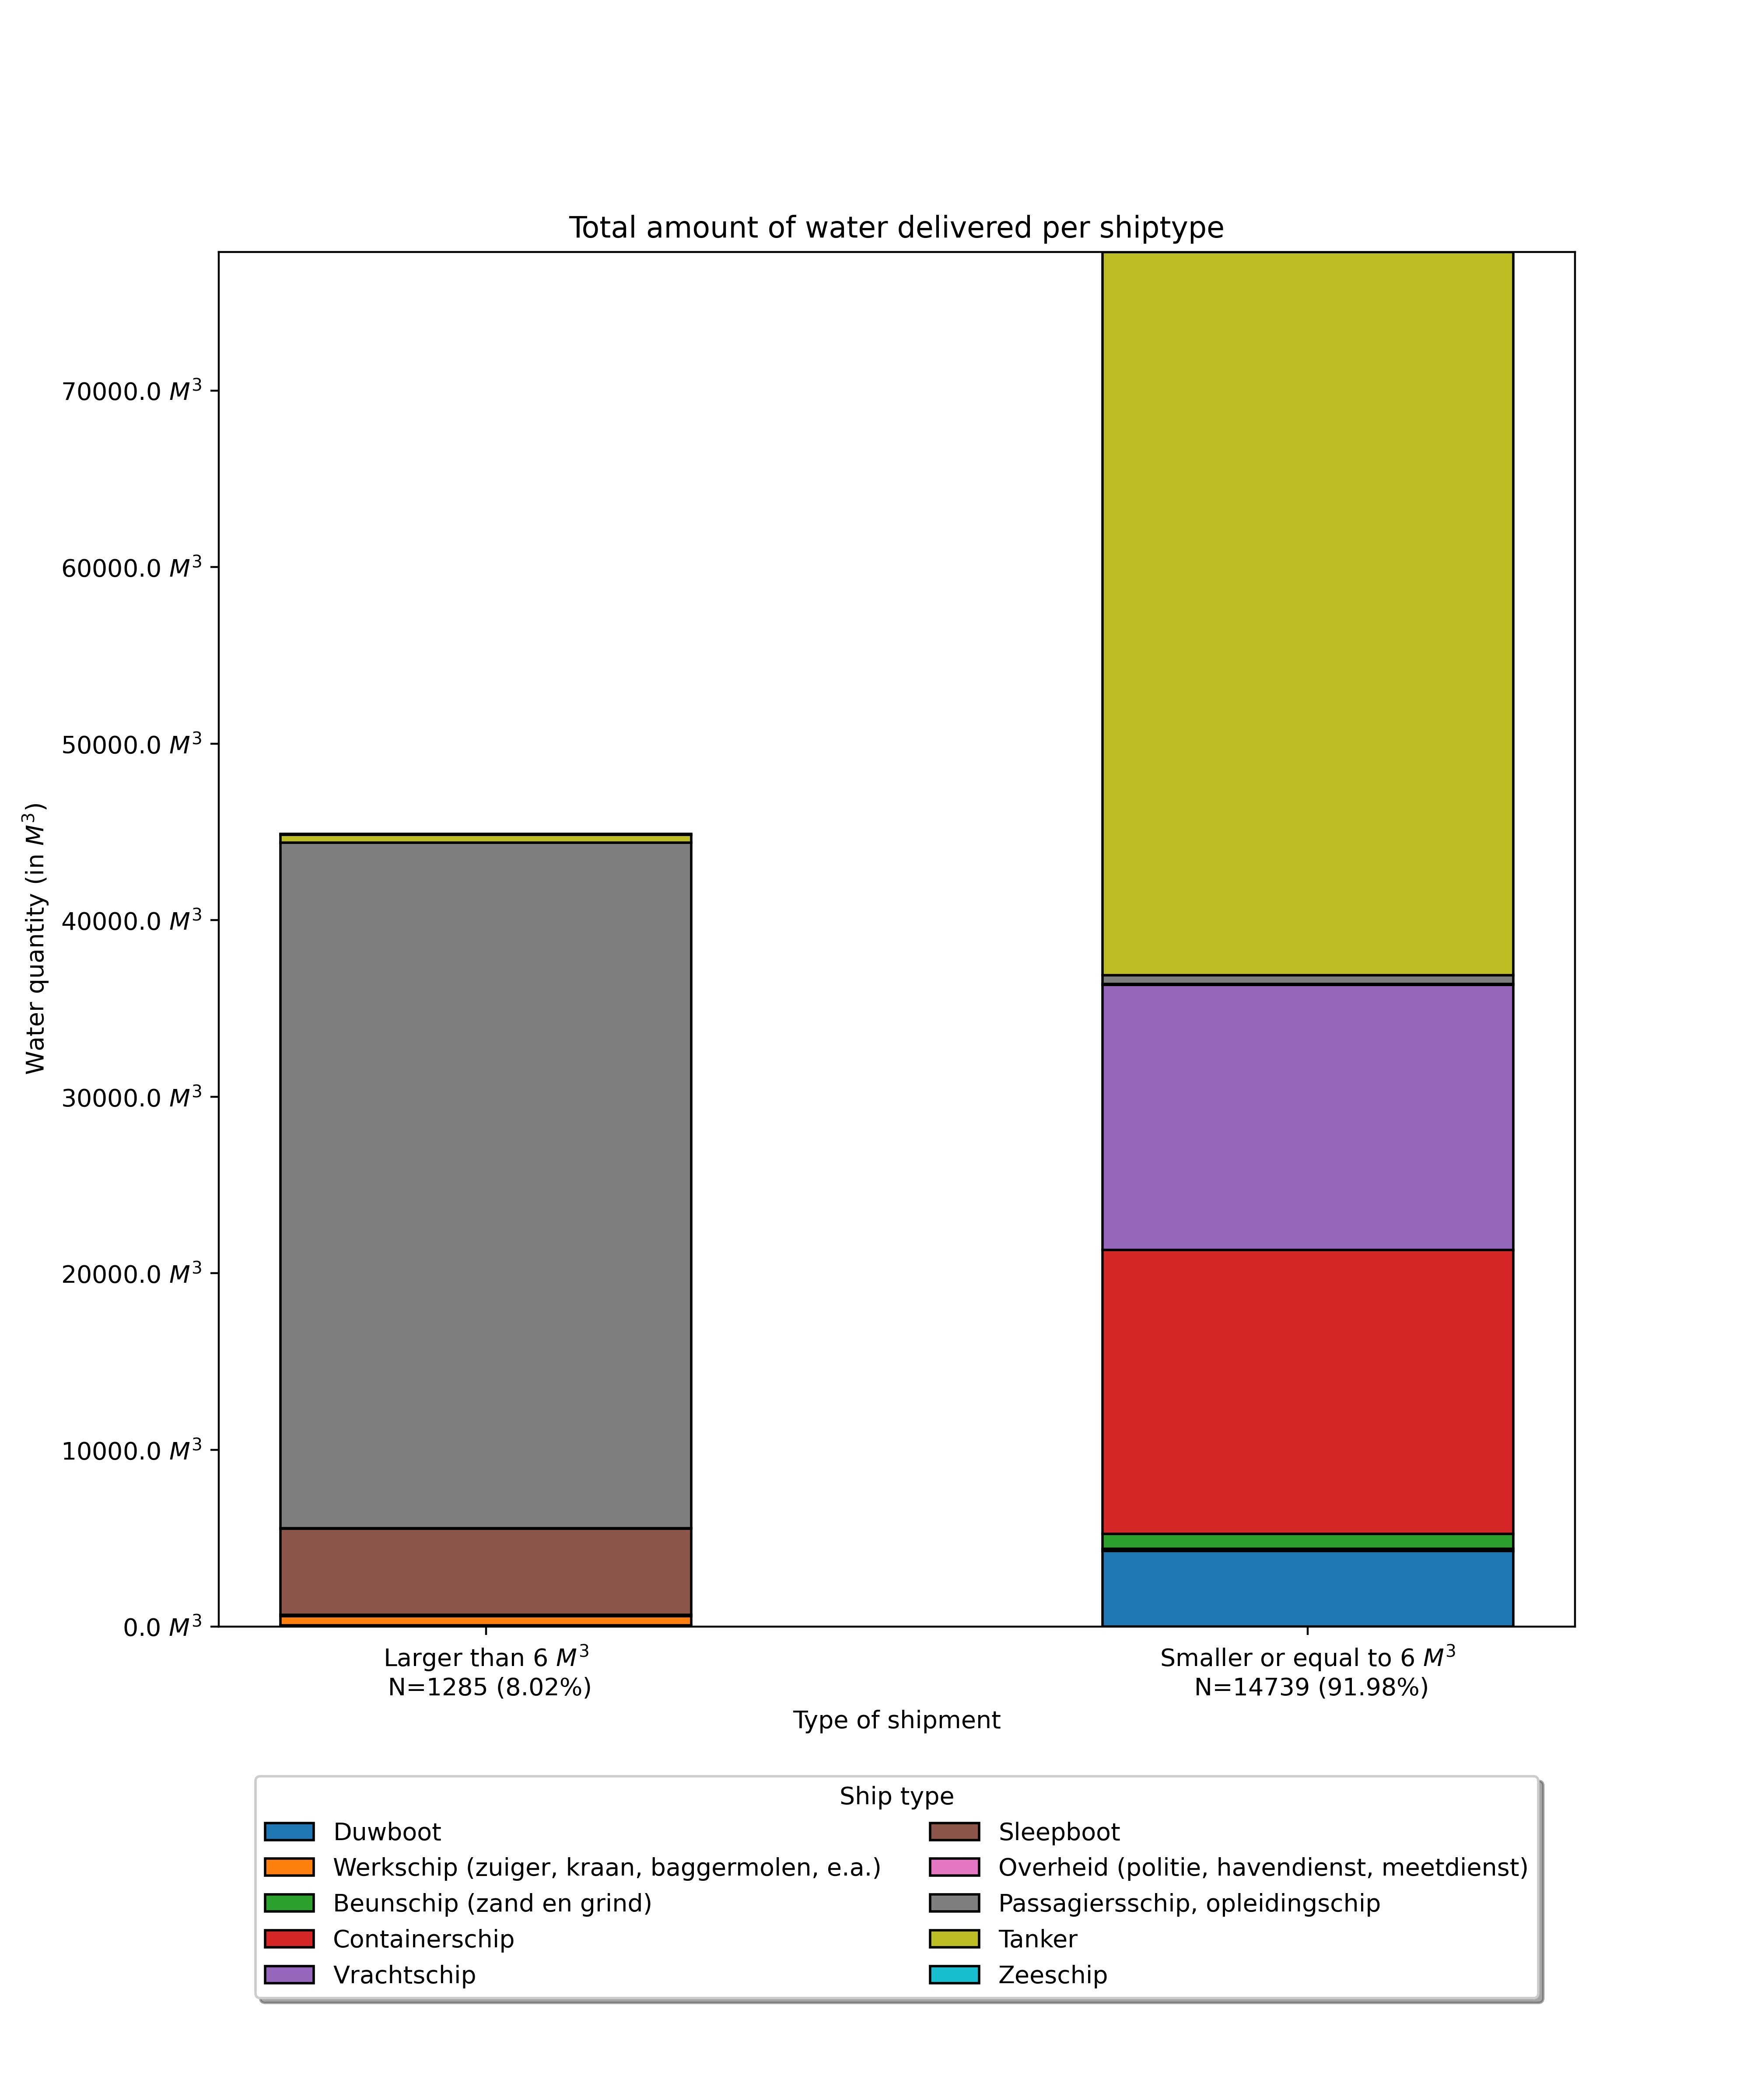 Total amount of water delivered per shiptype
70000.0 M³
60000.0 M³
50000.0 M³
40000.0 M³
30000.0 M³
20000.0 M³
10000.0 M³
0.0 M³
Water quantity (in M³)
Larger than 6 M³
N=1285 (8.02%)
Smaller or equal to 6 M³
N=14739 (91.98%)
Type of shipment
Ship type
Duwboot
Werkschip (zuiger, kraan, baggermolen, e.a.)
Beunschip (zand en grind)
Containerschip
Vrachtschip
Sleepboot
Overheid (politie, havendienst, meetdienst)
Passagiersschip, opleidingschip
Tanker
Zeeschip